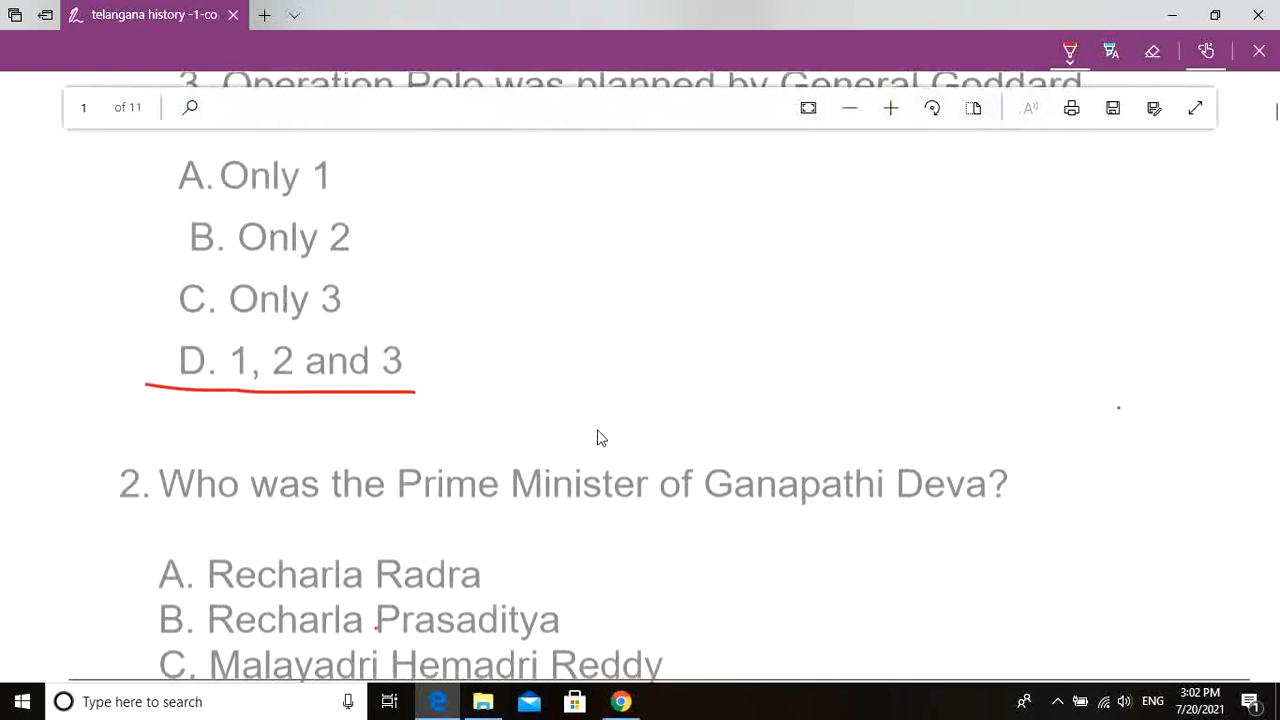 telangana history -1-co
3. Operation Polo was planned by General Goddard
1 of 11
A. Only 1
B. Only 2
C. Only 3
D. 1, 2 and 3
2. Who was the Prime Minister of Ganapathi Deva?
A. Recharla Radra
B. Recharla Prasaditya
C. Malayadri Hemadri Reddy
Type here to search
ENG
3:02 PM
7/20/2021
1